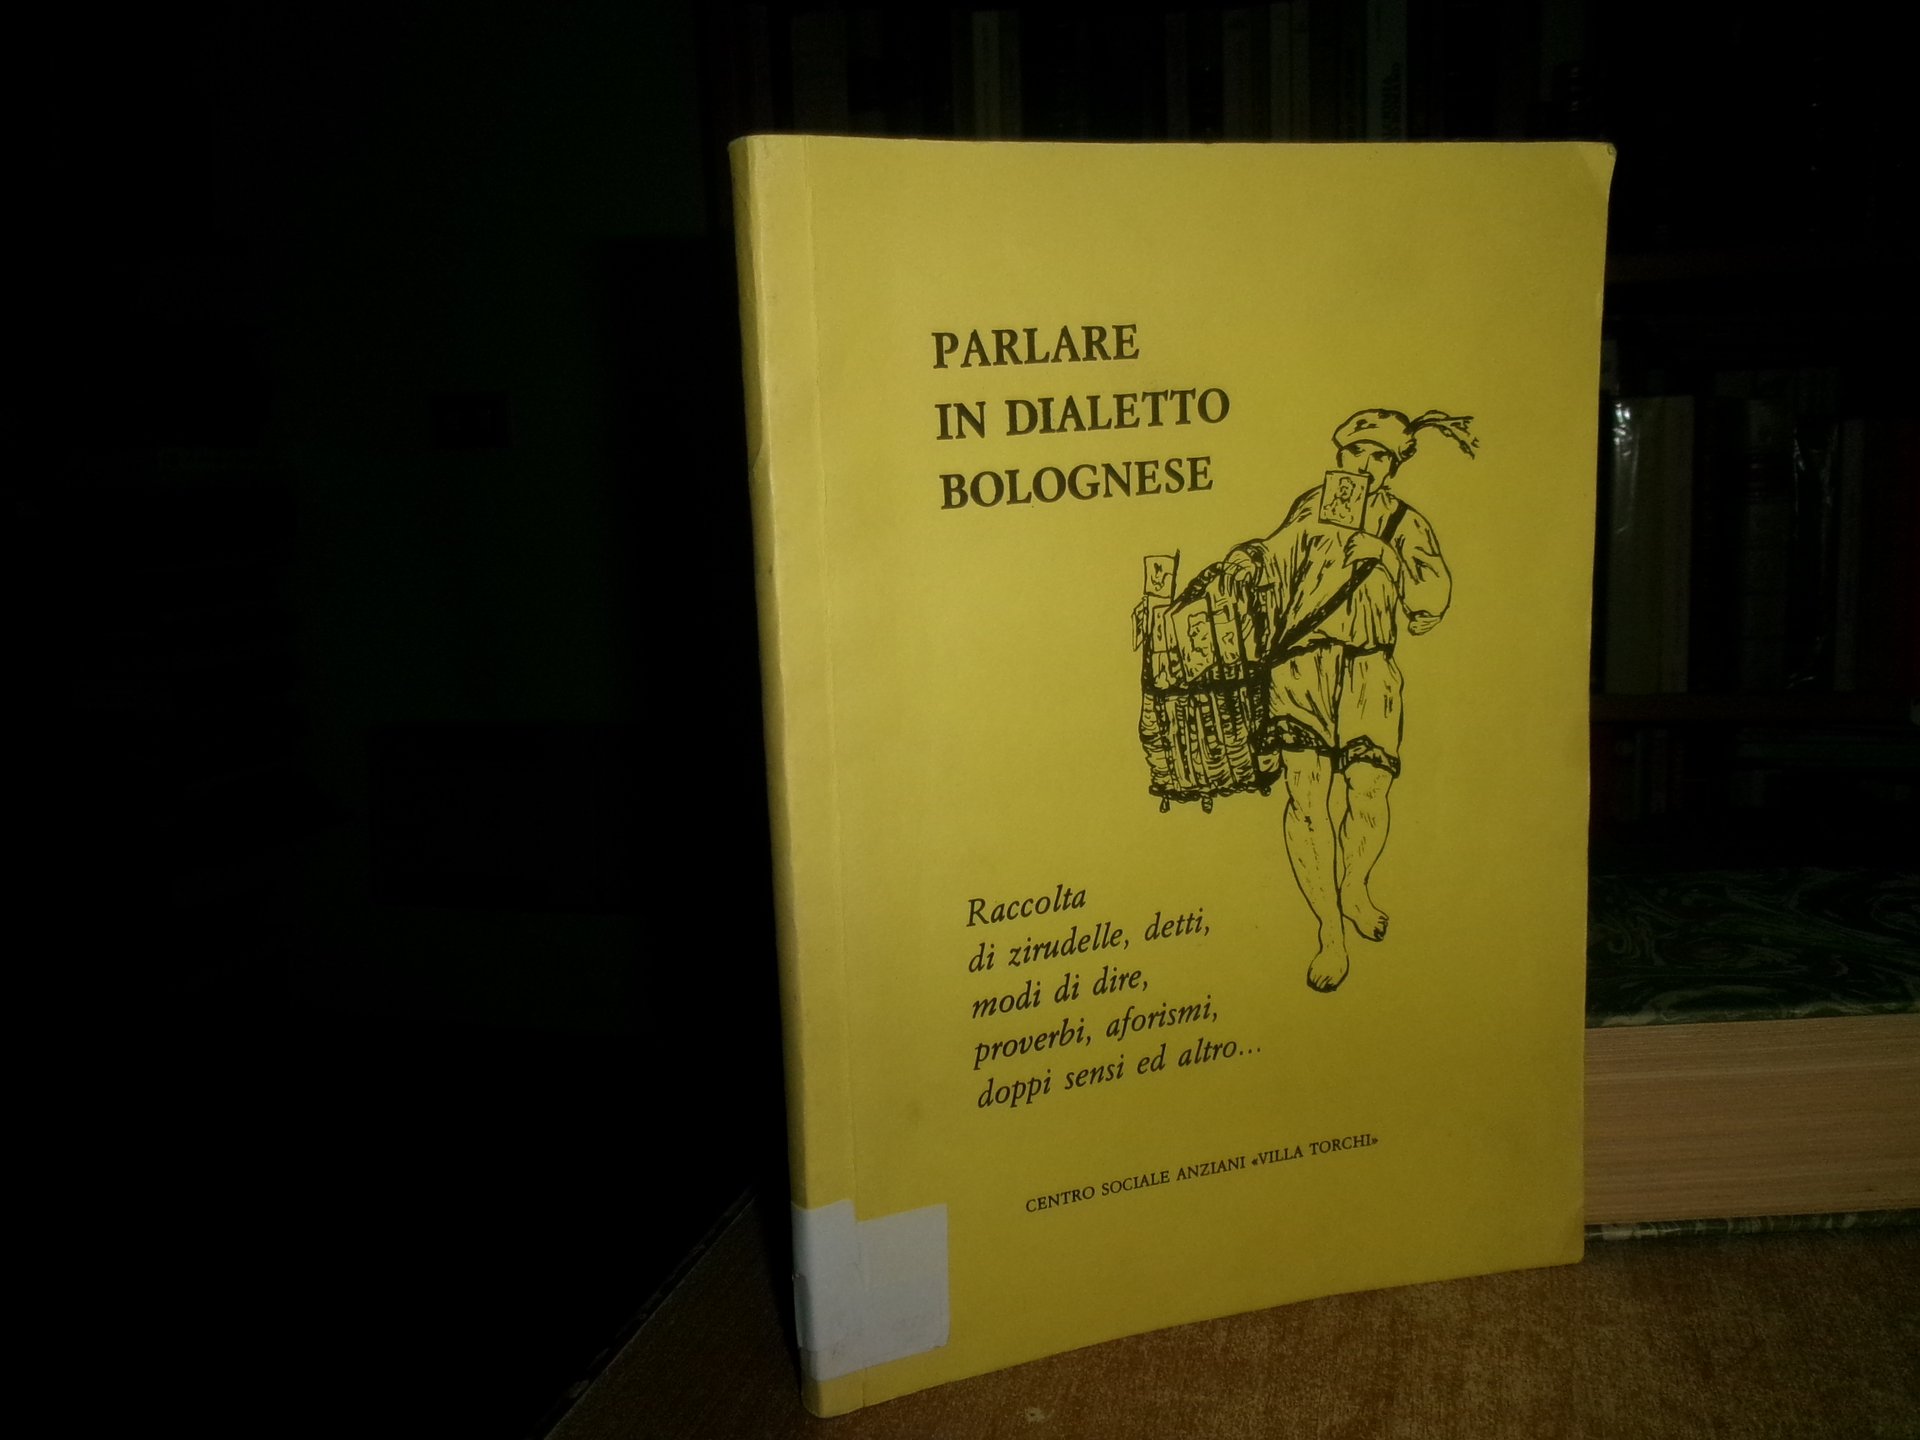 PARLARE
IN DIALETTO
BOLOGNESE
Raccolta
di zirudelle, detti,
modi di dire,
proverbi, aforismi,
doppi sensi ed altro...
CENTRO SOCIALE ANZIANI «VILLA TORCHI»